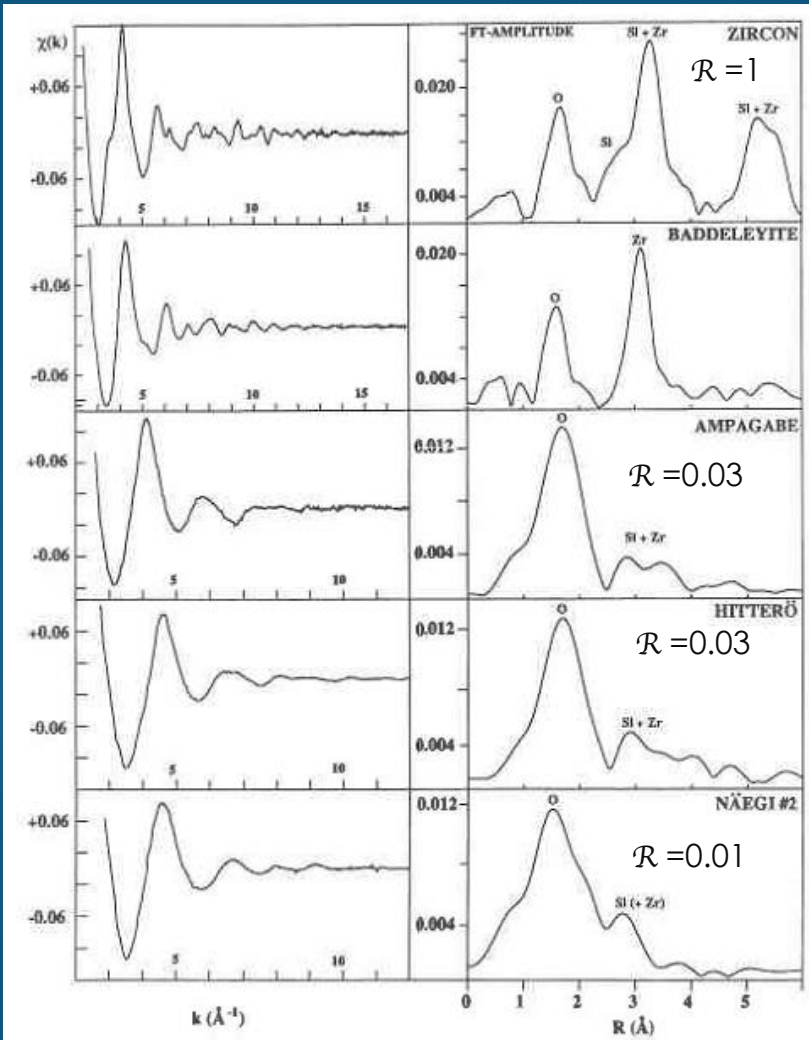 χ(k)
+0.06
-0.06
5
10
15
FT-AMPLITUDE
Si + Zr
ZIRCON
ℛ =1
0.020
O
Si
Si + Zr
0.004
+0.06
-0.06
5
10
15
BADDELEYITE
Zr
0.020
O
0.004
+0.06
-0.06
5
10
AMPAGABE
O
0.012
ℛ =0.03
Si + Zr
0.004
+0.06
-0.06
5
10
HITTERÖ
O
0.012
ℛ =0.03
Si + Zr
0.004
+0.06
-0.06
5
10
NÄEGI #2
0.012
O
ℛ =0.01
Si (+ Zr)
0.004
0 1 2 3 4 5
k (Å⁻¹)
R (Å)